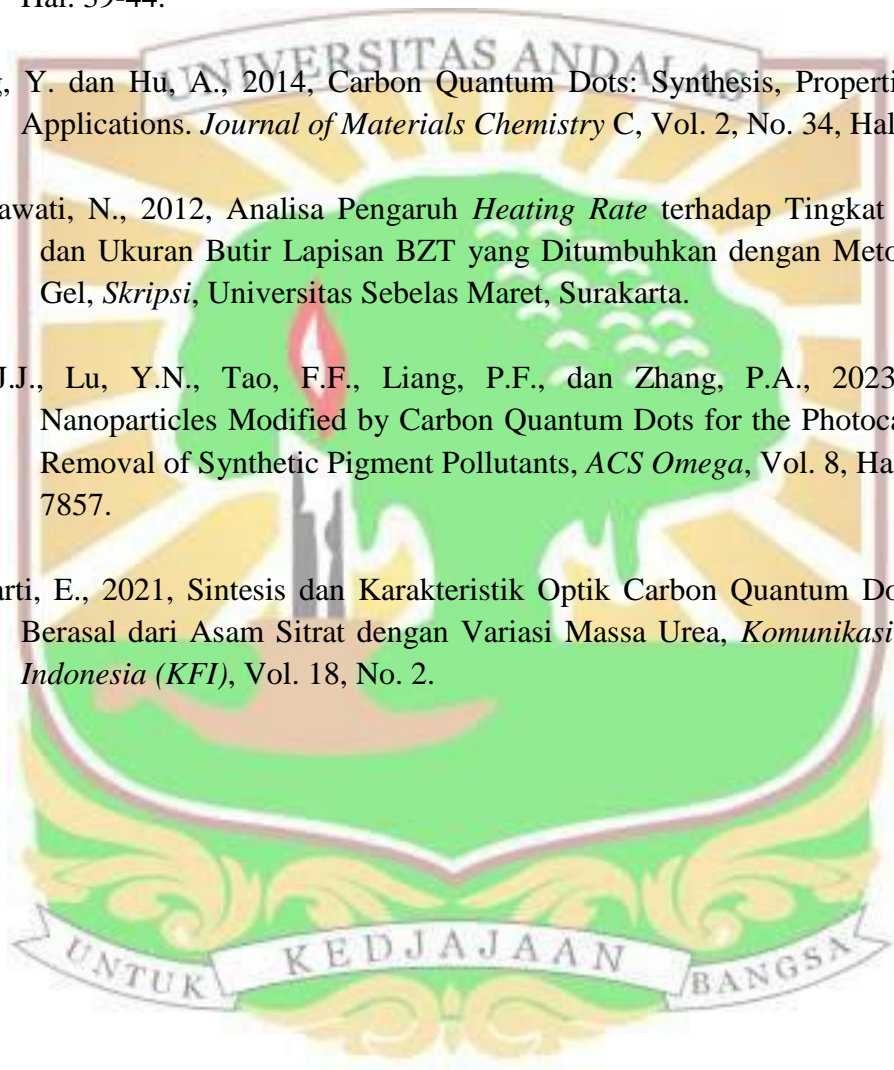 Hal. 39-44.
UNIVERSITAS ANDALAS
, Y. dan Hu, A., 2014, Carbon Quantum Dots: Synthesis, Properti
Applications. Journal of Materials Chemistry C, Vol. 2, No. 34, Hal
awati, N., 2012, Analisa Pengaruh Heating Rate terhadap Tingkat
dan Ukuran Butir Lapisan BZT yang Ditumbuhkan dengan Meto
Gel, Skripsi, Universitas Sebelas Maret, Surakarta.
J.J., Lu, Y.N., Tao, F.F., Liang, P.F., dan Zhang, P.A., 2023
Nanoparticles Modified by Carbon Quantum Dots for the Photoca
Removal of Synthetic Pigment Pollutants, ACS Omega, Vol. 8, Ha
7857.
arti, E., 2021, Sintesis dan Karakteristik Optik Carbon Quantum Do
Berasal dari Asam Sitrat dengan Variasi Massa Urea, Komunikasi
Indonesia (KFI), Vol. 18, No. 2.
UNTUK KEDJAJAAN BANGSA